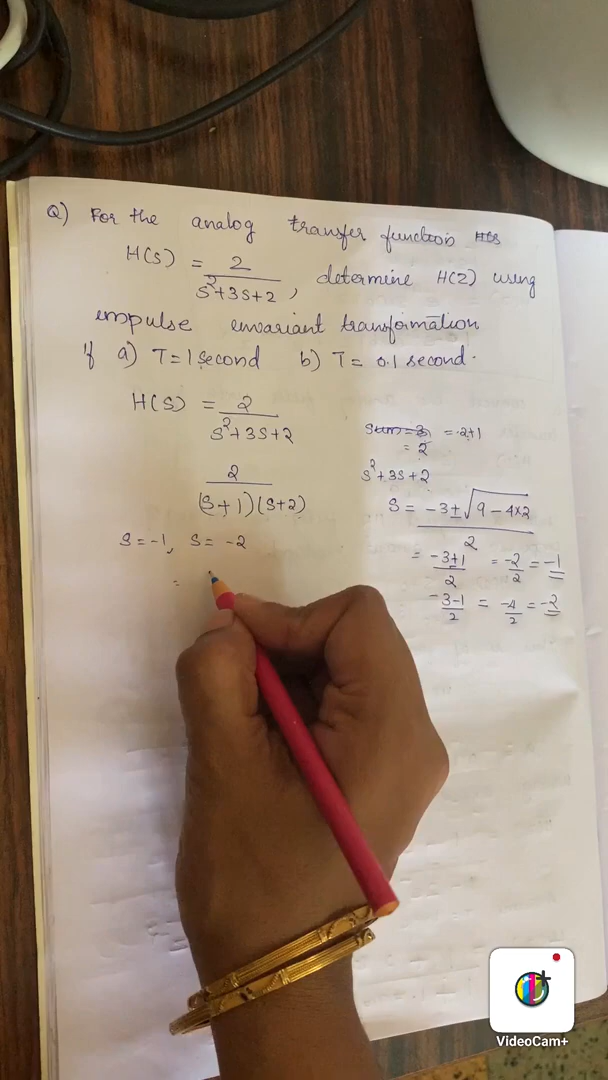 Q) For the analog transfer function
H(s) = 2 / s²+3s+2 , determine H(Z) using
impulse invariant transformation
if a) T=1 second b) T= 0.1 second.
H(S) = 2 / s²+3s+2
2 / (s+1)(s+2)
S=-1, S= -2
=
sum=3 = 2+1
= 2
s²+3s+2
S = -3±√9-4×2 / 2
= -3+1 / 2 = -2/2 = -1
-3-1 / 2 = -4/2 = -2
VideoCam+